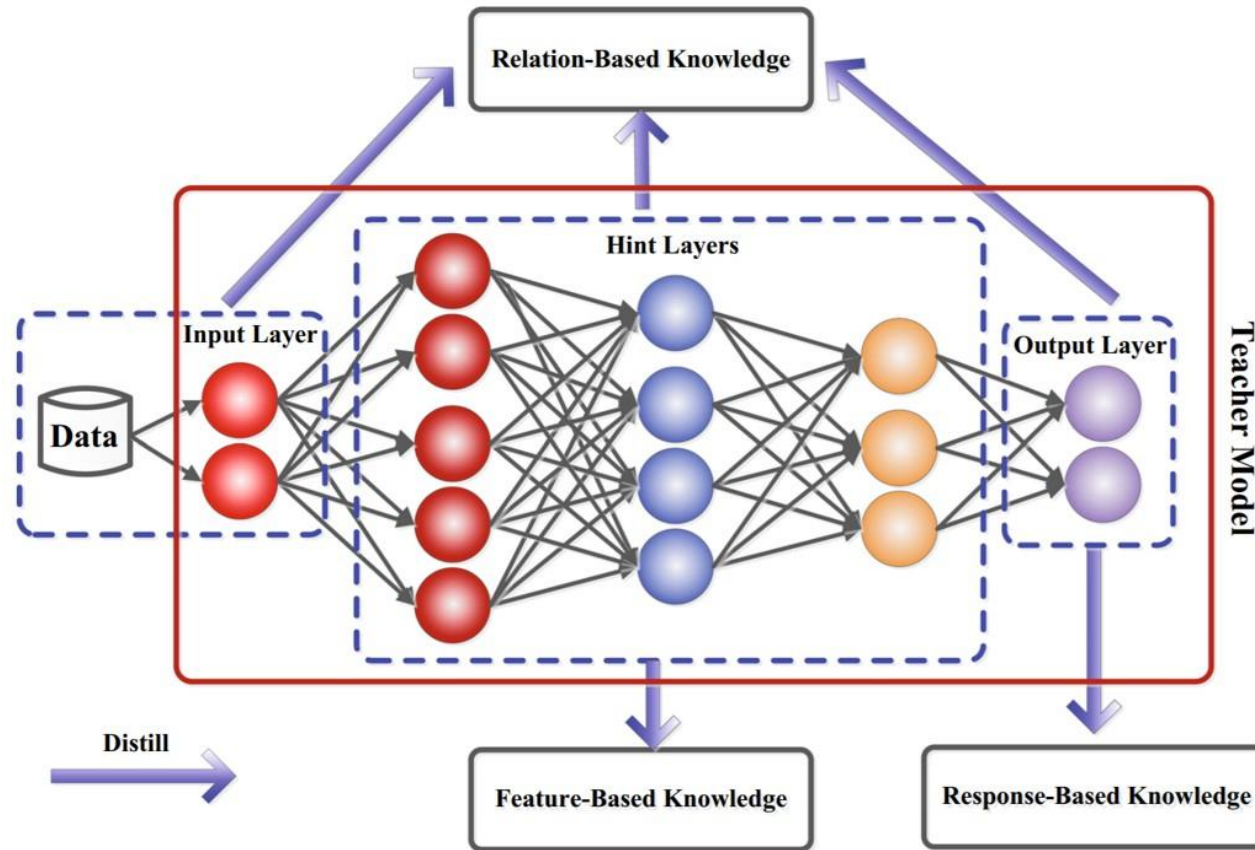 Relation-Based Knowledge
Hint Layers
Input Layer
Output Layer
Data
Teacher Model
Distill
Feature-Based Knowledge
Response-Based Knowledge